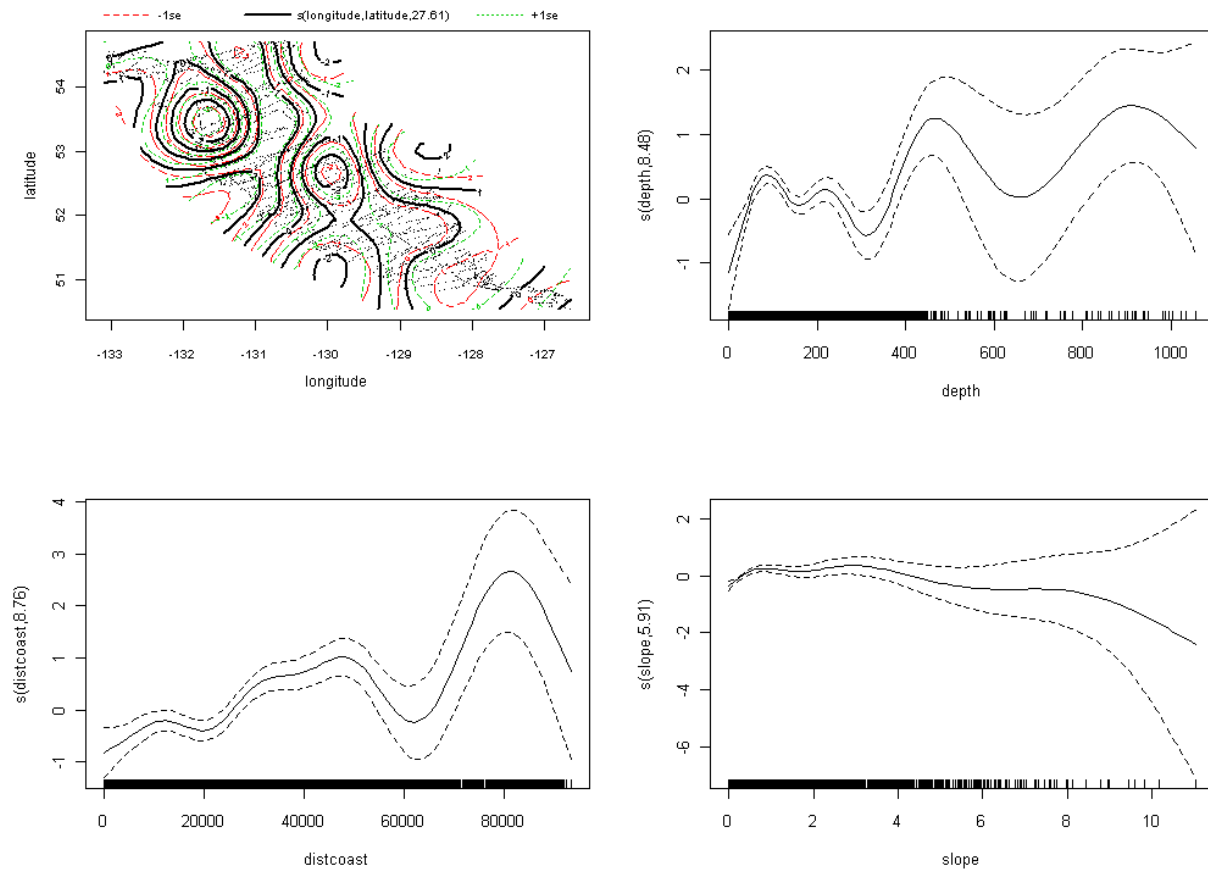 -1se s(longitude,latitude,27.61) +1se
latitude
54
53
52
51
-133 -132 -131 -130 -129 -128 -127
longitude
s(depth,8.48)
2
1
0
-1
0 200 400 600 800 1000
depth
s(distcoast,8.76)
4
3
2
1
0
-1
0 20000 40000 60000 80000
distcoast
s(slope,5.91)
2
0
-2
-4
-6
0 2 4 6 8 10
slope